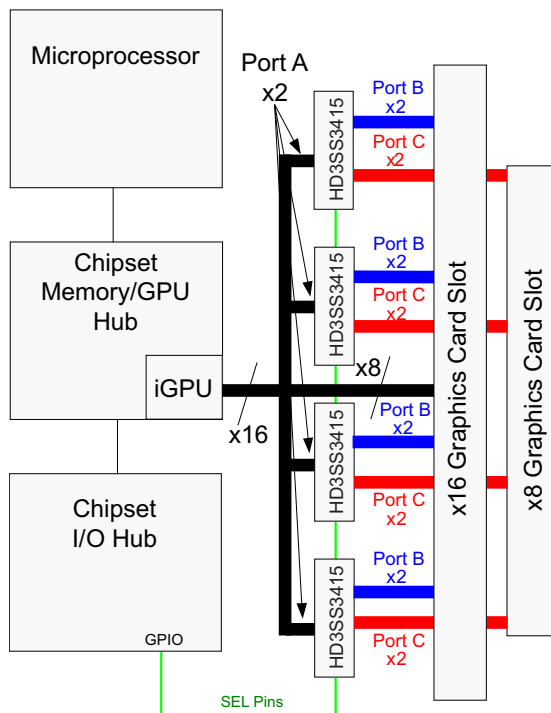 Microprocessor
Port A
x2
HD3SS3415
Port B
x2
Port C
x2
Chipset
Memory/GPU
Hub
iGPU
x16
HD3SS3415
Port B
x2
Port C
x2
x8
x16 Graphics Card Slot
x8 Graphics Card Slot
Chipset
I/O Hub
GPIO
HD3SS3415
Port B
x2
Port C
x2
HD3SS3415
Port B
x2
Port C
x2
SEL Pins